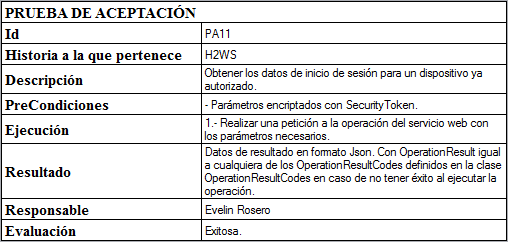 PRUEBA DE ACEPTACIÓN
Id PA11
Historia a la que pertenece H2WS
Descripción Obtener los datos de inicio de sesión para un dispositivo ya
autorizado.
PreCondiciones - Parámetros encriptados con SecurityToken.
Ejecución 1.- Realizar una petición a la operación del servicio web con
los parámetros necesarios.
Resultado Datos de resultado en formato Json. Con OperationResult igual
a cualquiera de los OperationResultCodes definidos en la clase
OperationResultCodes en caso de no tener éxito al ejecutar la
operación.
Responsable Evelin Rosero
Evaluación Exitosa.